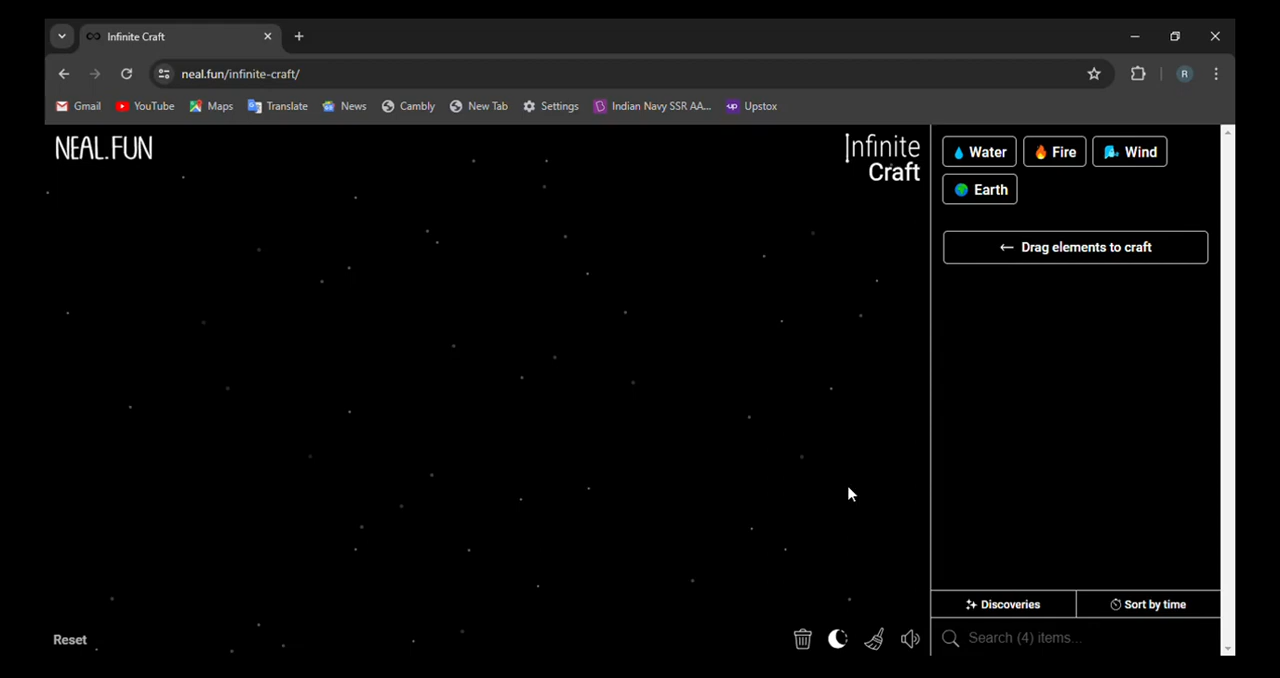 Infinite Craft
neal.fun/infinite-craft/
R
Gmail YouTube Maps Translate News Cambly New Tab Settings Indian Navy SSR AA... up Upstox
NEAL.FUN
Infinite
Craft
Water Fire Wind
Earth
← Drag elements to craft
Discoveries Sort by time
Reset
Search (4) items...